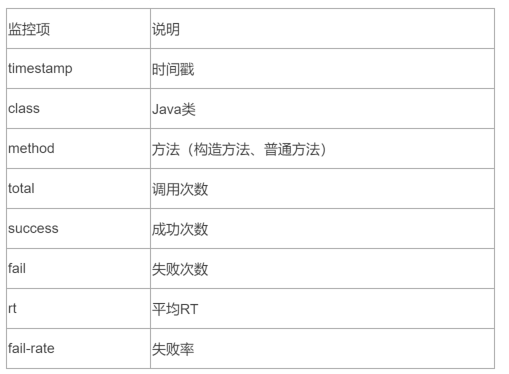 监控项 说明
timestamp 时间戳
class Java类
method 方法（构造方法、普通方法）
total 调用次数
success 成功次数
fail 失败次数
rt 平均RT
fail-rate 失败率